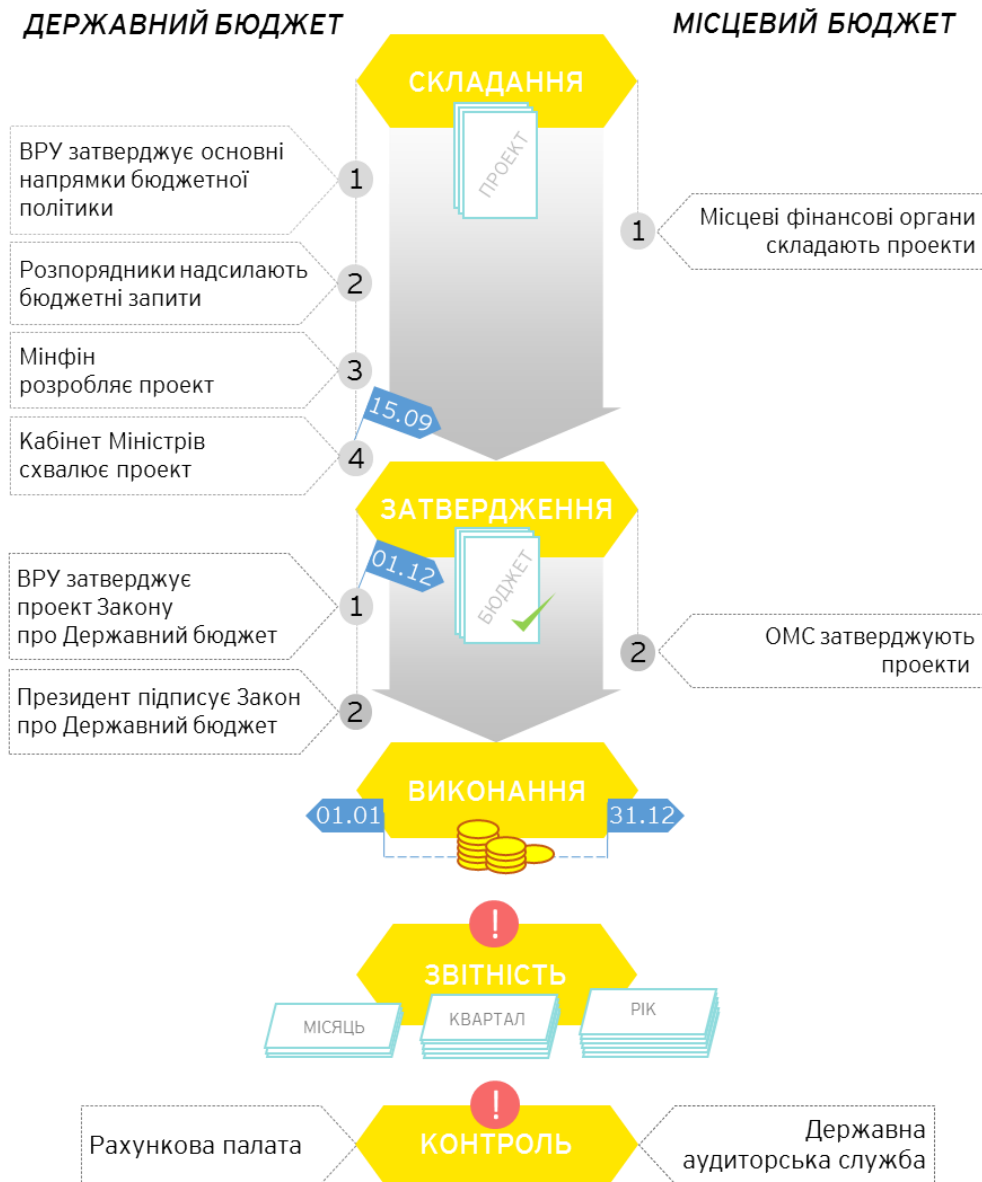 ДЕРЖАВНИЙ БЮДЖЕТ
МІСЦЕВИЙ БЮДЖЕТ
СКЛАДАННЯ
ПРОЕКТ
ВРУ затверджує основні
напрямки бюджетної
політики
1
1
Місцеві фінансові органи
складають проекти
Розпорядники надсилають
бюджетні запити
2
Мінфін
розробляє проект
3
15.09
Кабінет Міністрів
схвалює проект
4
ЗАТВЕРДЖЕННЯ
01.12
БЮДЖЕТ
ВРУ затверджує
проект Закону
про Державний бюджет
1
2
ОМС затверджують
проекти
Президент підписує Закон
про Державний бюджет
2
ВИКОНАННЯ
01.01
31.12
!
ЗВІТНІСТЬ
МІСЯЦЬ
КВАРТАЛ
РІК
!
КОНТРОЛЬ
Рахункова палата
Державна
аудиторська служба